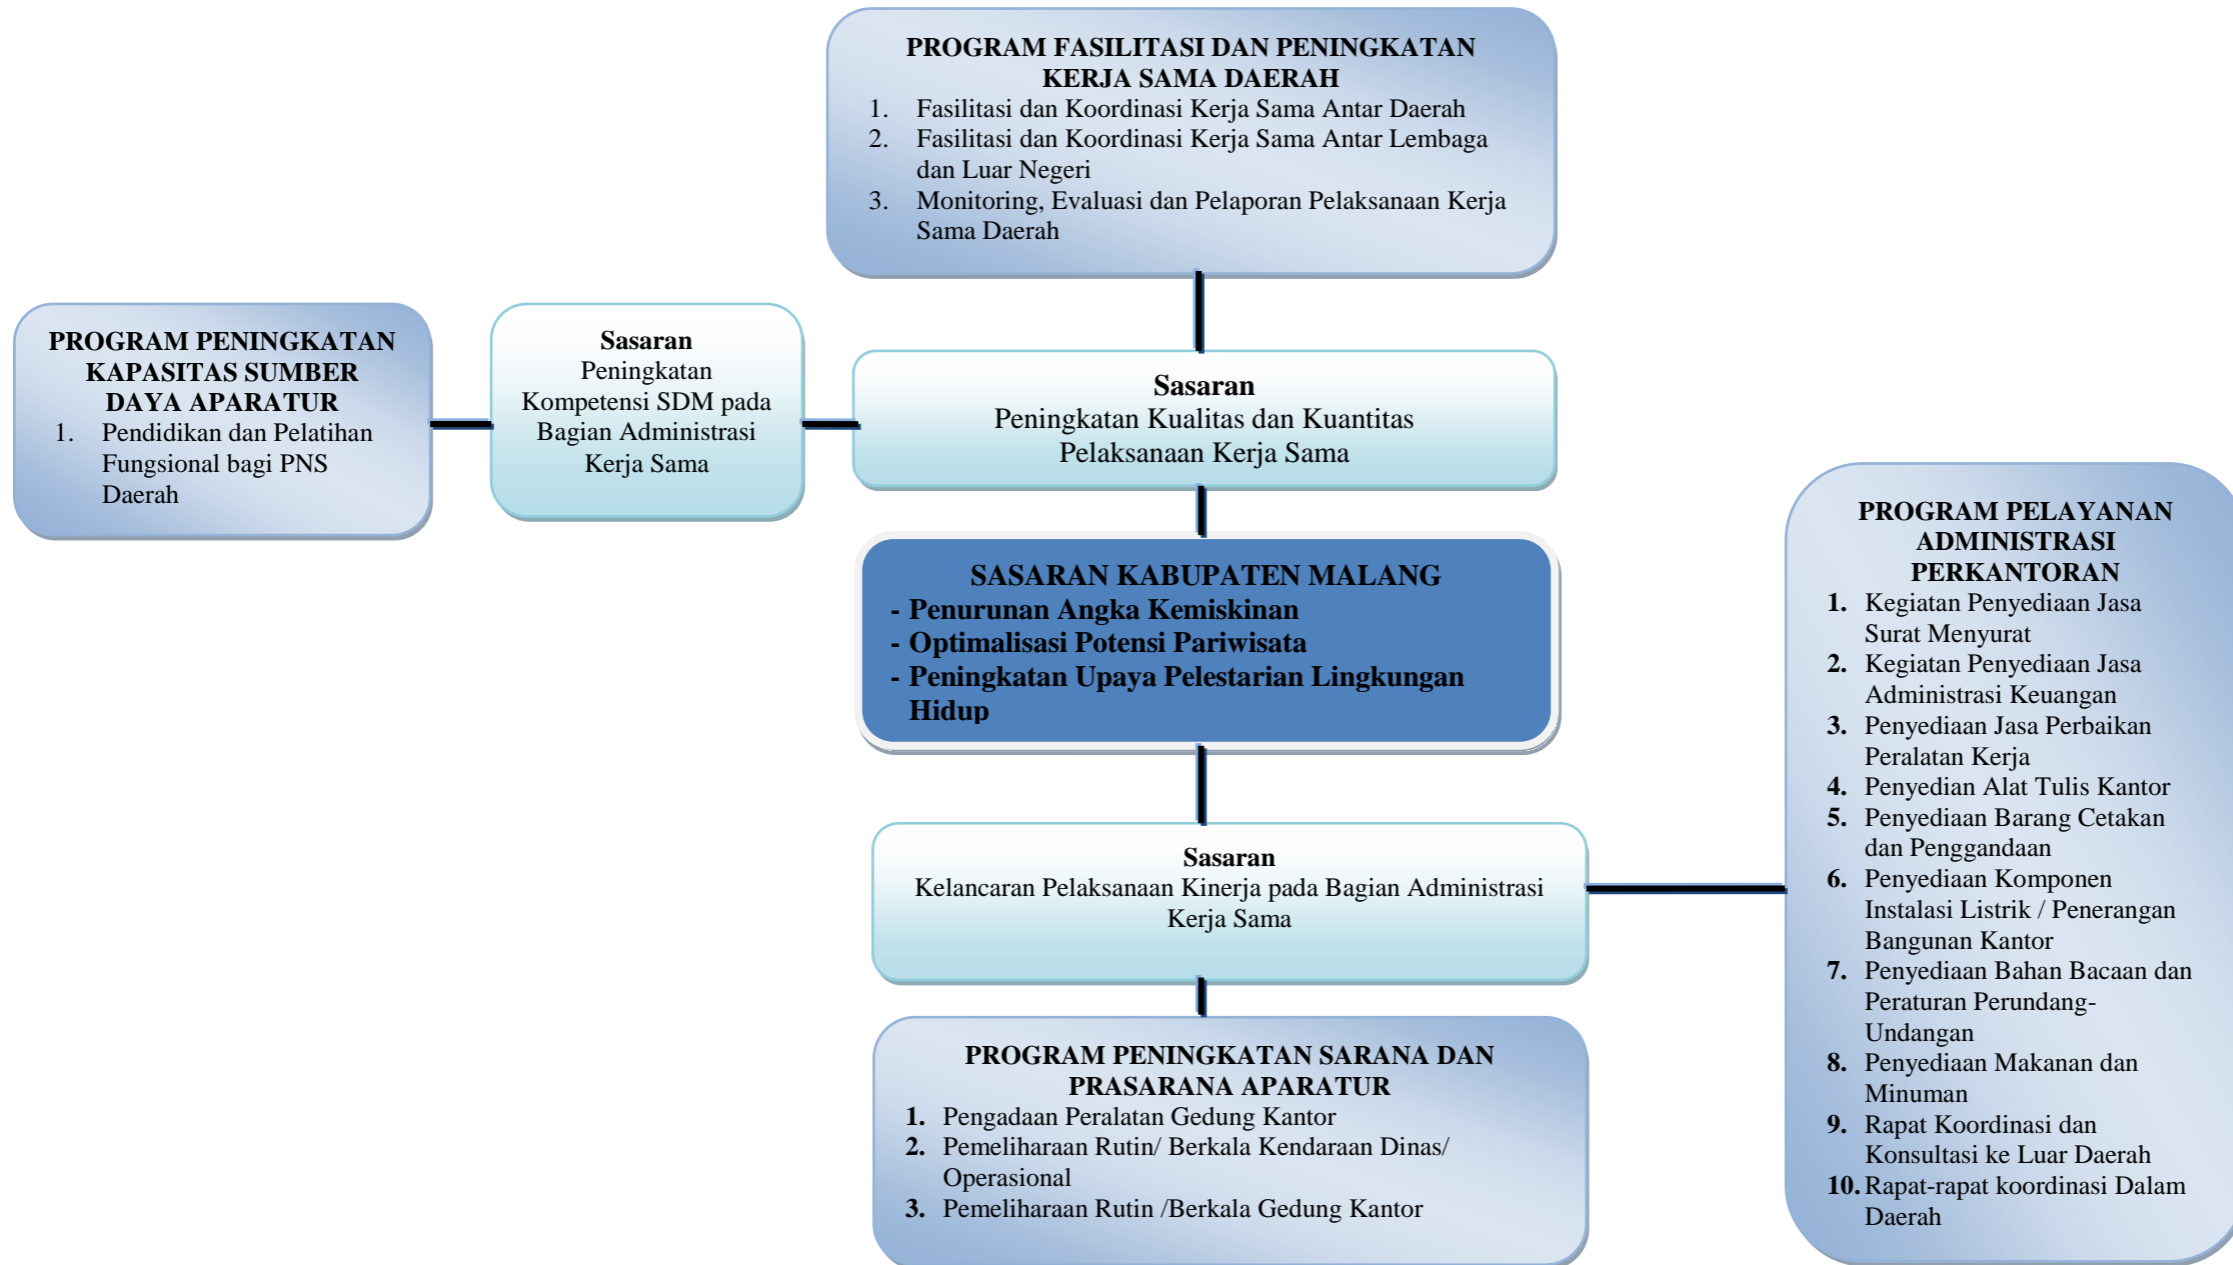 PROGRAM FASILITASI DAN PENINGKATAN
KERJA SAMA DAERAH
1. Fasilitasi dan Koordinasi Kerja Sama Antar Daerah
2. Fasilitasi dan Koordinasi Kerja Sama Antar Lembaga
dan Luar Negeri
3. Monitoring, Evaluasi dan Pelaporan Pelaksanaan Kerja
Sama Daerah
PROGRAM PENINGKATAN
KAPASITAS SUMBER
DAYA APARATUR
1. Pendidikan dan Pelatihan
Fungsional bagi PNS
Daerah
Sasaran
Peningkatan
Kompetensi SDM pada
Bagian Administrasi
Kerja Sama
Sasaran
Peningkatan Kualitas dan Kuantitas
Pelaksanaan Kerja Sama
SASARAN KABUPATEN MALANG
- Penurunan Angka Kemiskinan
- Optimalisasi Potensi Pariwisata
- Peningkatan Upaya Pelestarian Lingkungan
Hidup
Sasaran
Kelancaran Pelaksanaan Kinerja pada Bagian Administrasi
Kerja Sama
PROGRAM PENINGKATAN SARANA DAN
PRASARANA APARATUR
1. Pengadaan Peralatan Gedung Kantor
2. Pemeliharaan Rutin/ Berkala Kendaraan Dinas/
Operasional
3. Pemeliharaan Rutin /Berkala Gedung Kantor
PROGRAM PELAYANAN
ADMINISTRASI
PERKANTORAN
1. Kegiatan Penyediaan Jasa
Surat Menyurat
2. Kegiatan Penyediaan Jasa
Administrasi Keuangan
3. Penyediaan Jasa Perbaikan
Peralatan Kerja
4. Penyedian Alat Tulis Kantor
5. Penyediaan Barang Cetakan
dan Penggandaan
6. Penyediaan Komponen
Instalasi Listrik / Penerangan
Bangunan Kantor
7. Penyediaan Bahan Bacaan dan
Peraturan Perundang-
Undangan
8. Penyediaan Makanan dan
Minuman
9. Rapat Koordinasi dan
Konsultasi ke Luar Daerah
10. Rapat-rapat koordinasi Dalam
Daerah